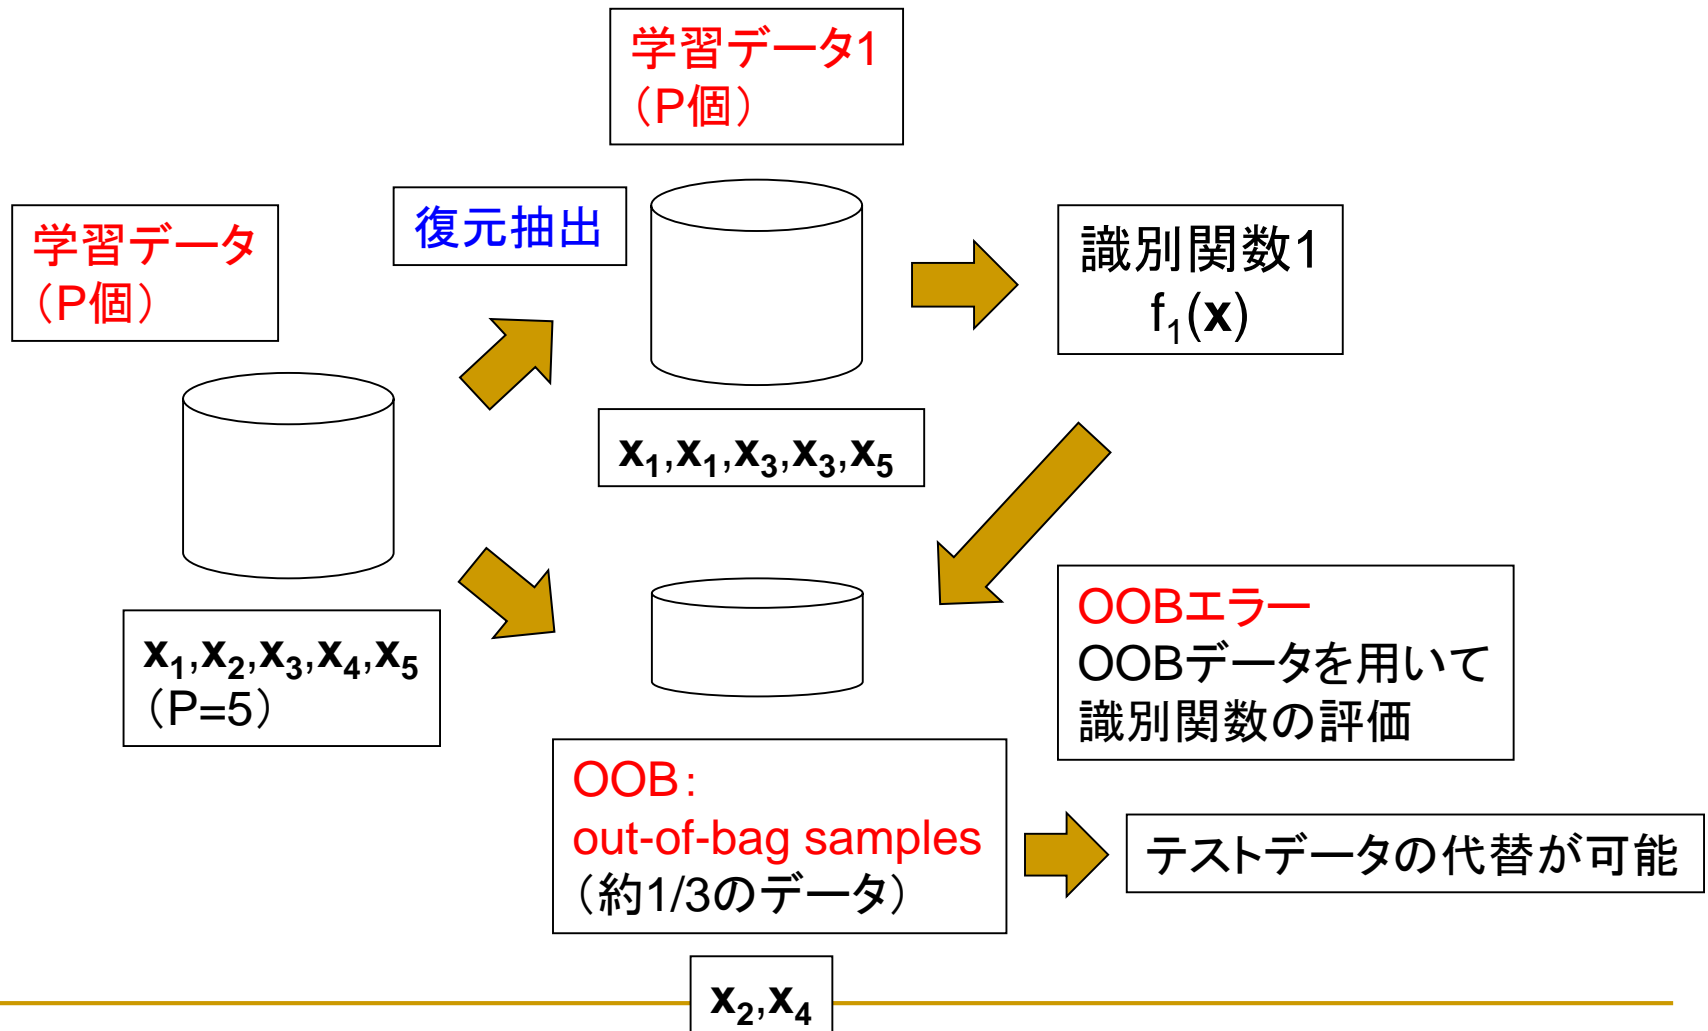 学習データ1
（P個）
復元抽出
学習データ
（P個）
識別関数1
f₁(x)
x₁,x₁,x₃,x₃,x₅
x₁,x₂,x₃,x₄,x₅
（P=5）
OOBエラー
OOBデータを用いて
識別関数の評価
OOB：
out-of-bag samples
（約1/3のデータ）
テストデータの代替が可能
x₂,x₄